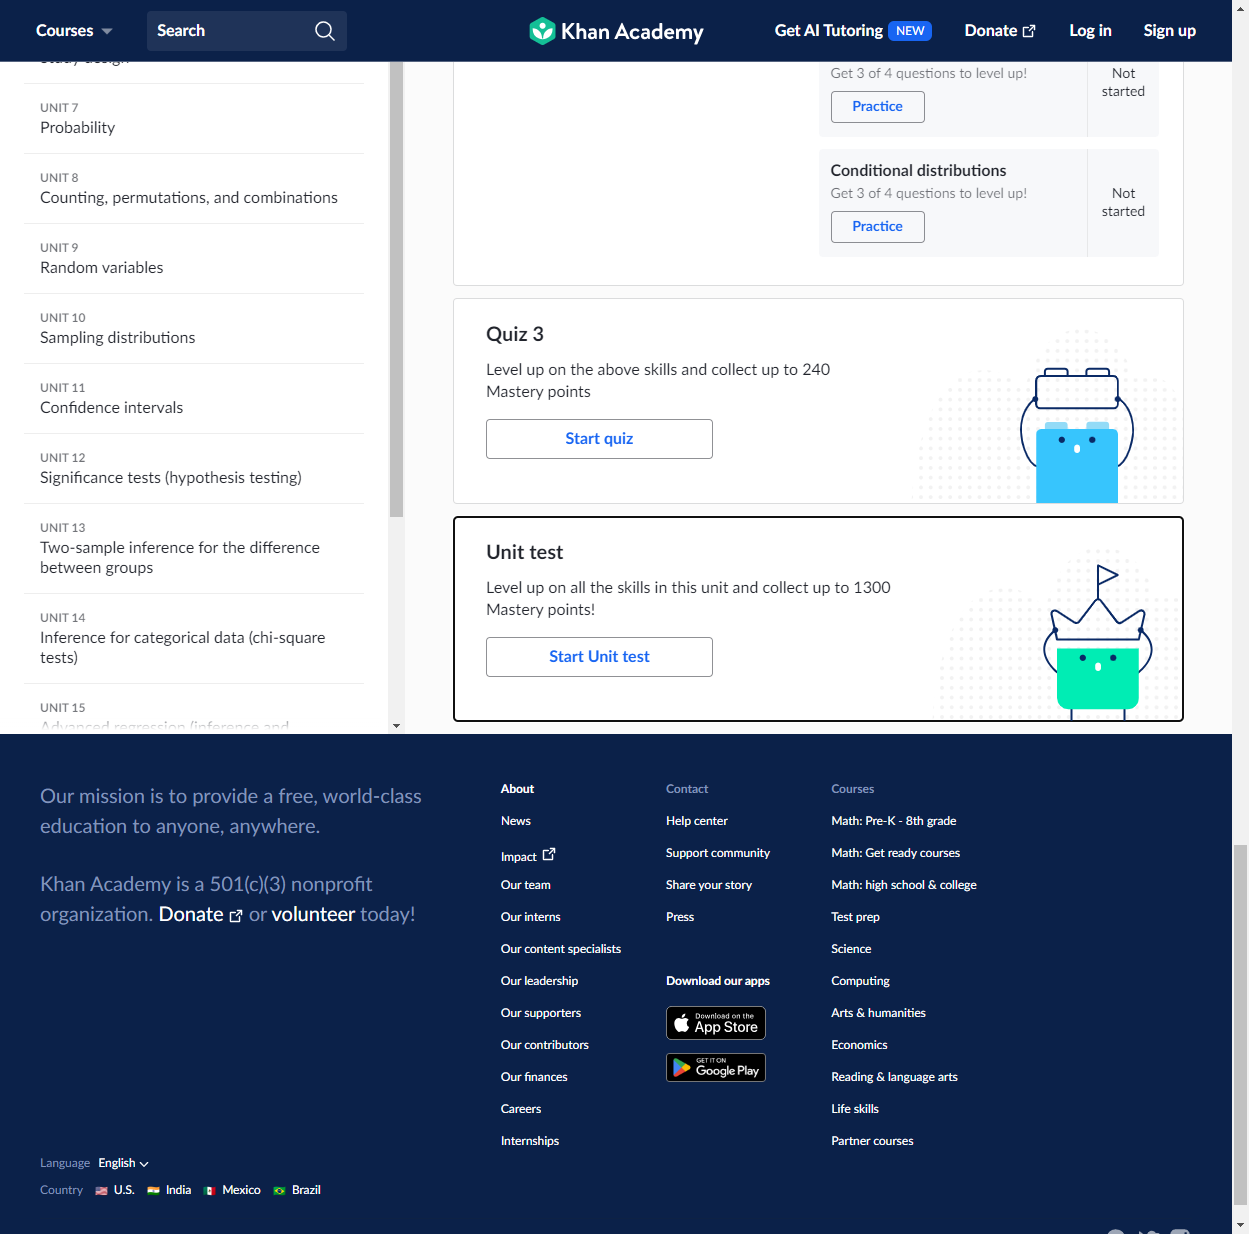 Courses
Search
Khan Academy
Get AI Tutoring NEW
Donate
Log in
Sign up
Study design
UNIT 7
Probability
UNIT 8
Counting, permutations, and combinations
UNIT 9
Random variables
UNIT 10
Sampling distributions
UNIT 11
Confidence intervals
UNIT 12
Significance tests (hypothesis testing)
UNIT 13
Two-sample inference for the difference
between groups
UNIT 14
Inference for categorical data (chi-square
tests)
UNIT 15
Advanced regression (inference and
Get 3 of 4 questions to level up!
Practice
Not
started
Conditional distributions
Get 3 of 4 questions to level up!
Practice
Not
started
Quiz 3
Level up on the above skills and collect up to 240
Mastery points
Start quiz
Unit test
Level up on all the skills in this unit and collect up to 1300
Mastery points!
Start Unit test
Our mission is to provide a free, world-class
education to anyone, anywhere.
Khan Academy is a 501(c)(3) nonprofit
organization. Donate or volunteer today!
About
News
Impact
Our team
Our interns
Our content specialists
Our leadership
Our supporters
Our contributors
Our finances
Careers
Internships
Contact
Help center
Support community
Share your story
Press
Download our apps
Download on the
App Store
GET IT ON
Google Play
Courses
Math: Pre-K - 8th grade
Math: Get ready courses
Math: high school & college
Test prep
Science
Computing
Arts & humanities
Economics
Reading & language arts
Life skills
Partner courses
Language English
Country U.S. India Mexico Brazil